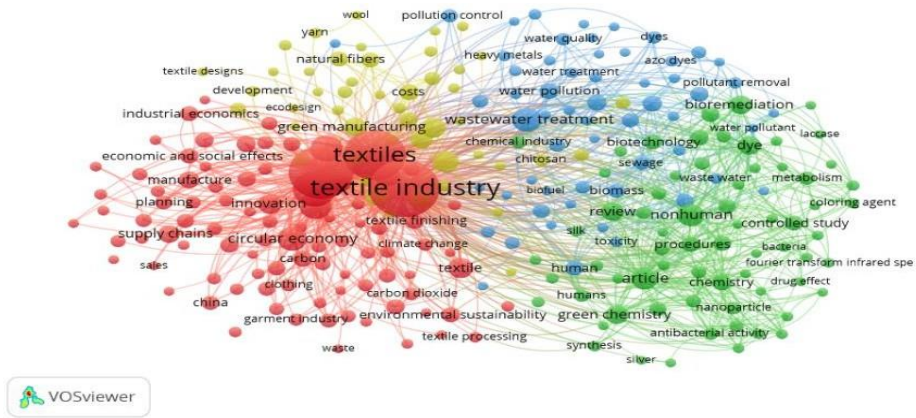 wool
pollution control
yarn
water quality
dyes
natural fibers
heavy metals
azo dyes
textile designs
water treatment
development
costs
water pollution
pollutant removal
ecodesign
industrial economics
bioremediation
green manufacturing
wastewater treatment
water pollutant
chemical industry
biotechnology
laccase
dye
textiles
economic and social effects
chitosan
sewage
manufacture
waste water
metabolism
textile industry
biofuel
biomass
planning
innovation
coloring agent
textile finishing
review
nonhuman
supply chains
silk
controlled study
circular economy
climate change
toxicity
procedures
bacteria
carbon
sales
textile
human
fourier transform infrared spe
article
clothing
chemistry
drug effect
carbon dioxide
humans
china
nanoparticle
garment industry
environmental sustainability
green chemistry
textile processing
antibacterial activity
waste
synthesis
silver
VOSviewer